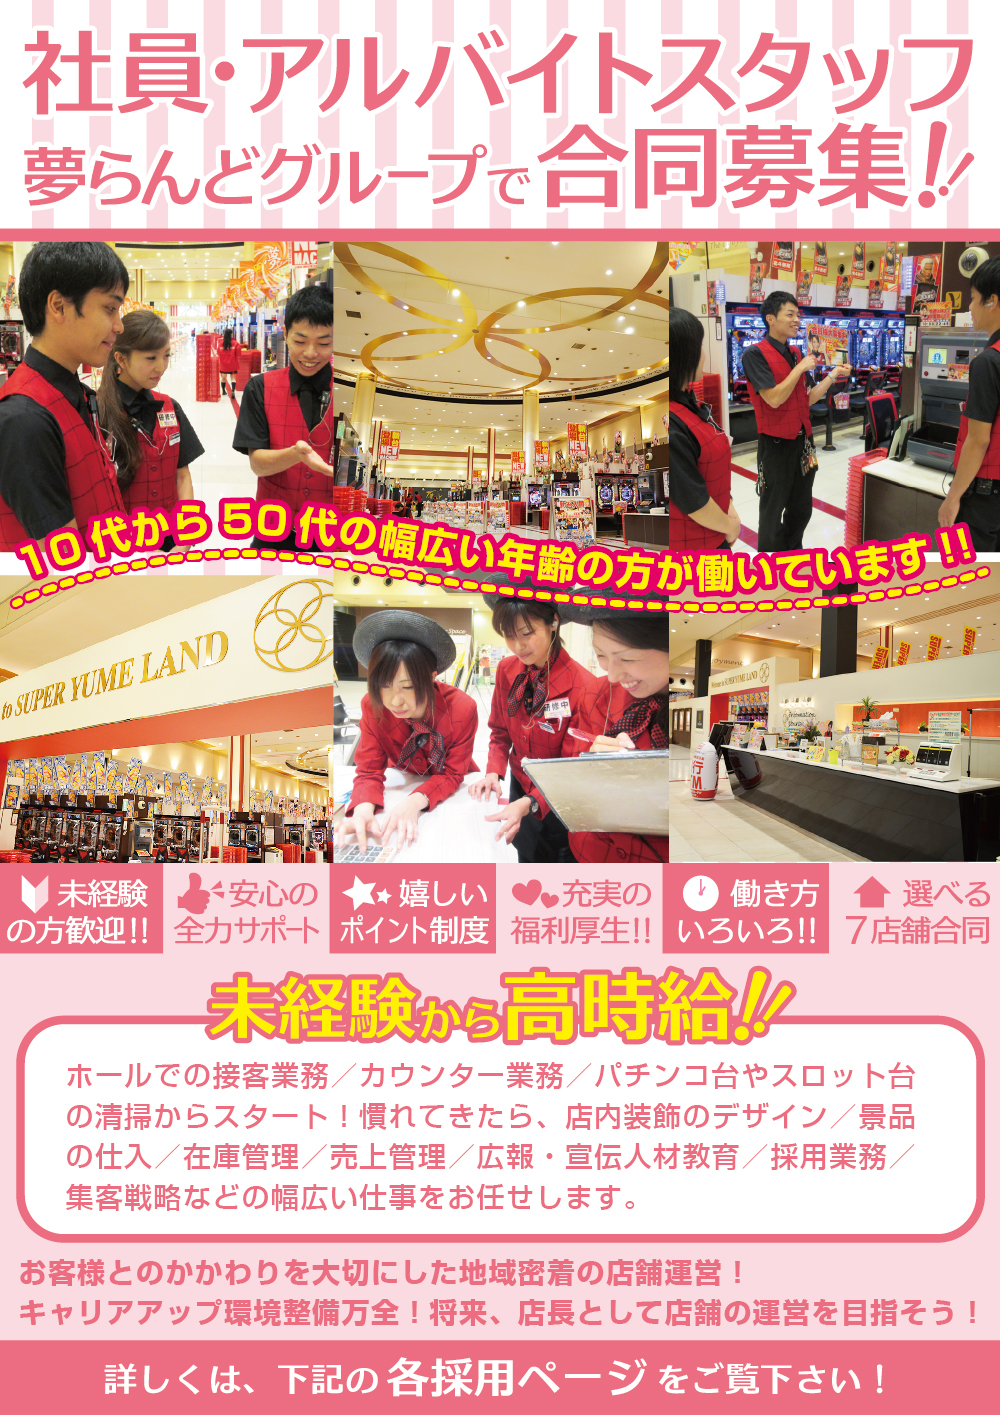 社員・アルバイトスタッフ
夢らんどグループで合同募集!!
10代から50代の幅広い年齢の方が働いています!!
研修中
to SUPER YUME LAND
研修中
Welcome to SUPER YUME LAND
Information
未経験
の方歓迎!!
安心の
全力サポート
嬉しい
ポイント制度
充実の
福利厚生!!
働き方
いろいろ!!
選べる
7店舗合同
未経験から高時給!!
ホールでの接客業務／カウンター業務／パチンコ台やスロット台
の清掃からスタート！慣れてきたら、店内装飾のデザイン／景品
の仕入／在庫管理／売上管理／広報・宣伝人材教育／採用業務／
集客戦略などの幅広い仕事をお任せします。
お客様とのかかわりを大切にした地域密着の店舗運営！
キャリアアップ環境整備万全！将来、店長として店舗の運営を目指そう！
詳しくは、下記の各採用ページをご覧下さい！